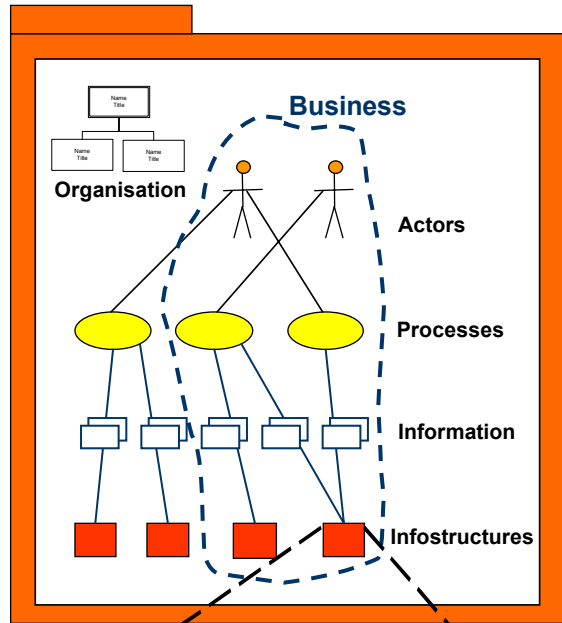 Name
Title
Business
Name
Title
Name
Title
Organisation
Actors
Processes
Information
Infostructures